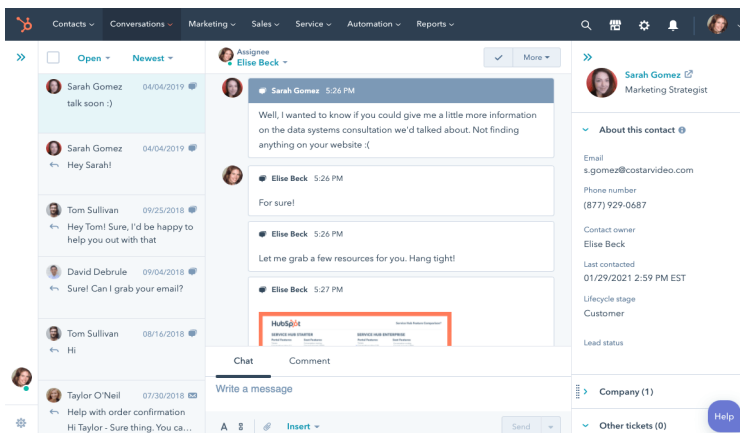 Contacts Conversations Marketing Sales Service Automation Reports
Open Newest
Sarah Gomez 04/04/2019
talk soon :)
Sarah Gomez 04/04/2019
Hey Sarah!
Tom Sullivan 09/25/2018
Hey Tom! Sure, I'd be happy to
help you out with that
David Debrule 09/04/2018
Sure! Can I grab your email?
Tom Sullivan 08/16/2018
Hi
Taylor O'Neil 07/30/2018
Help with order confirmation
Hi Taylor - Sure thing. You ca...
Assignee
Elise Beck
More
Sarah Gomez 5:26 PM
Well, I wanted to know if you could give me a little more information
on the data systems consultation we'd talked about. Not finding
anything on your website :(
Elise Beck 5:26 PM
For sure!
Elise Beck 5:26 PM
Let me grab a few resources for you. Hang tight!
Elise Beck 5:27 PM
HubSpot
SERVICE HUB STARTER SERVICE HUB ENTERPRISE
Chat Comment
Write a message
A Insert Send
Sarah Gomez
Marketing Strategist
About this contact
Email
s.gomez@costarvideo.com
Phone number
(877) 929-0687
Contact owner
Elise Beck
Last contacted
01/29/2021 2:59 PM EST
Lifecycle stage
Customer
Lead status
Company (1)
Other tickets (0)
Help